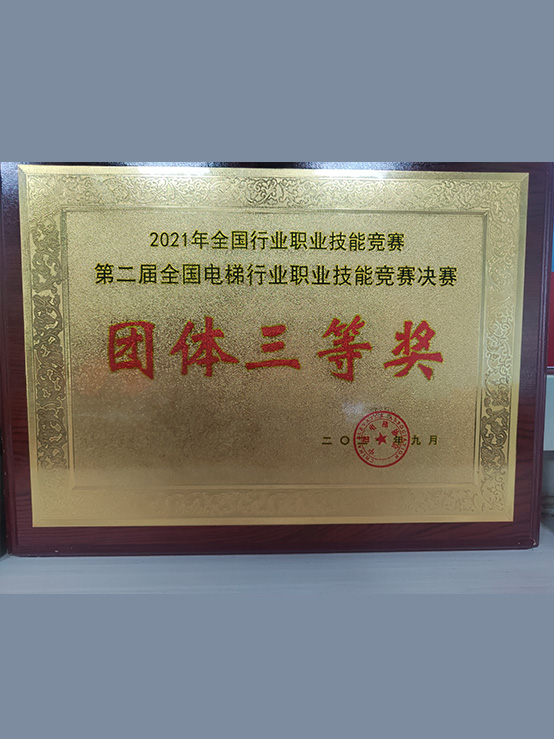 2021年全国行业职业技能竞赛
第二届全国电梯行业职业技能竞赛决赛
团体三等奖
二〇二一年九月